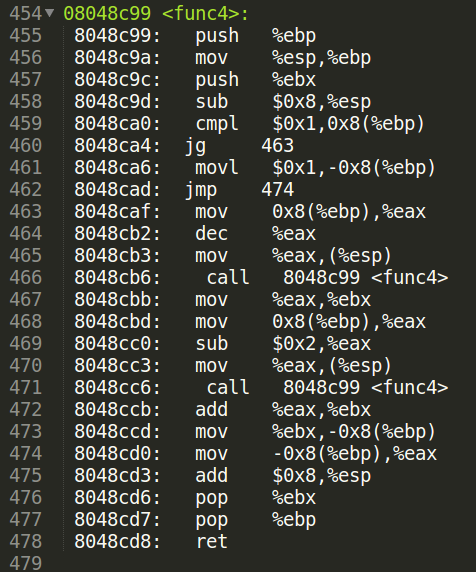 454 08048c99 <func4>:
455 8048c99: push %ebp
456 8048c9a: mov %esp,%ebp
457 8048c9c: push %ebx
458 8048c9d: sub $0x8,%esp
459 8048ca0: cmpl $0x1,0x8(%ebp)
460 8048ca4: jg 463
461 8048ca6: movl $0x1,-0x8(%ebp)
462 8048cad: jmp 474
463 8048caf: mov 0x8(%ebp),%eax
464 8048cb2: dec %eax
465 8048cb3: mov %eax,(%esp)
466 8048cb6: call 8048c99 <func4>
467 8048cbb: mov %eax,%ebx
468 8048cbd: mov 0x8(%ebp),%eax
469 8048cc0: sub $0x2,%eax
470 8048cc3: mov %eax,(%esp)
471 8048cc6: call 8048c99 <func4>
472 8048ccb: add %eax,%ebx
473 8048ccd: mov %ebx,-0x8(%ebp)
474 8048cd0: mov -0x8(%ebp),%eax
475 8048cd3: add $0x8,%esp
476 8048cd6: pop %ebx
477 8048cd7: pop %ebp
478 8048cd8: ret
479